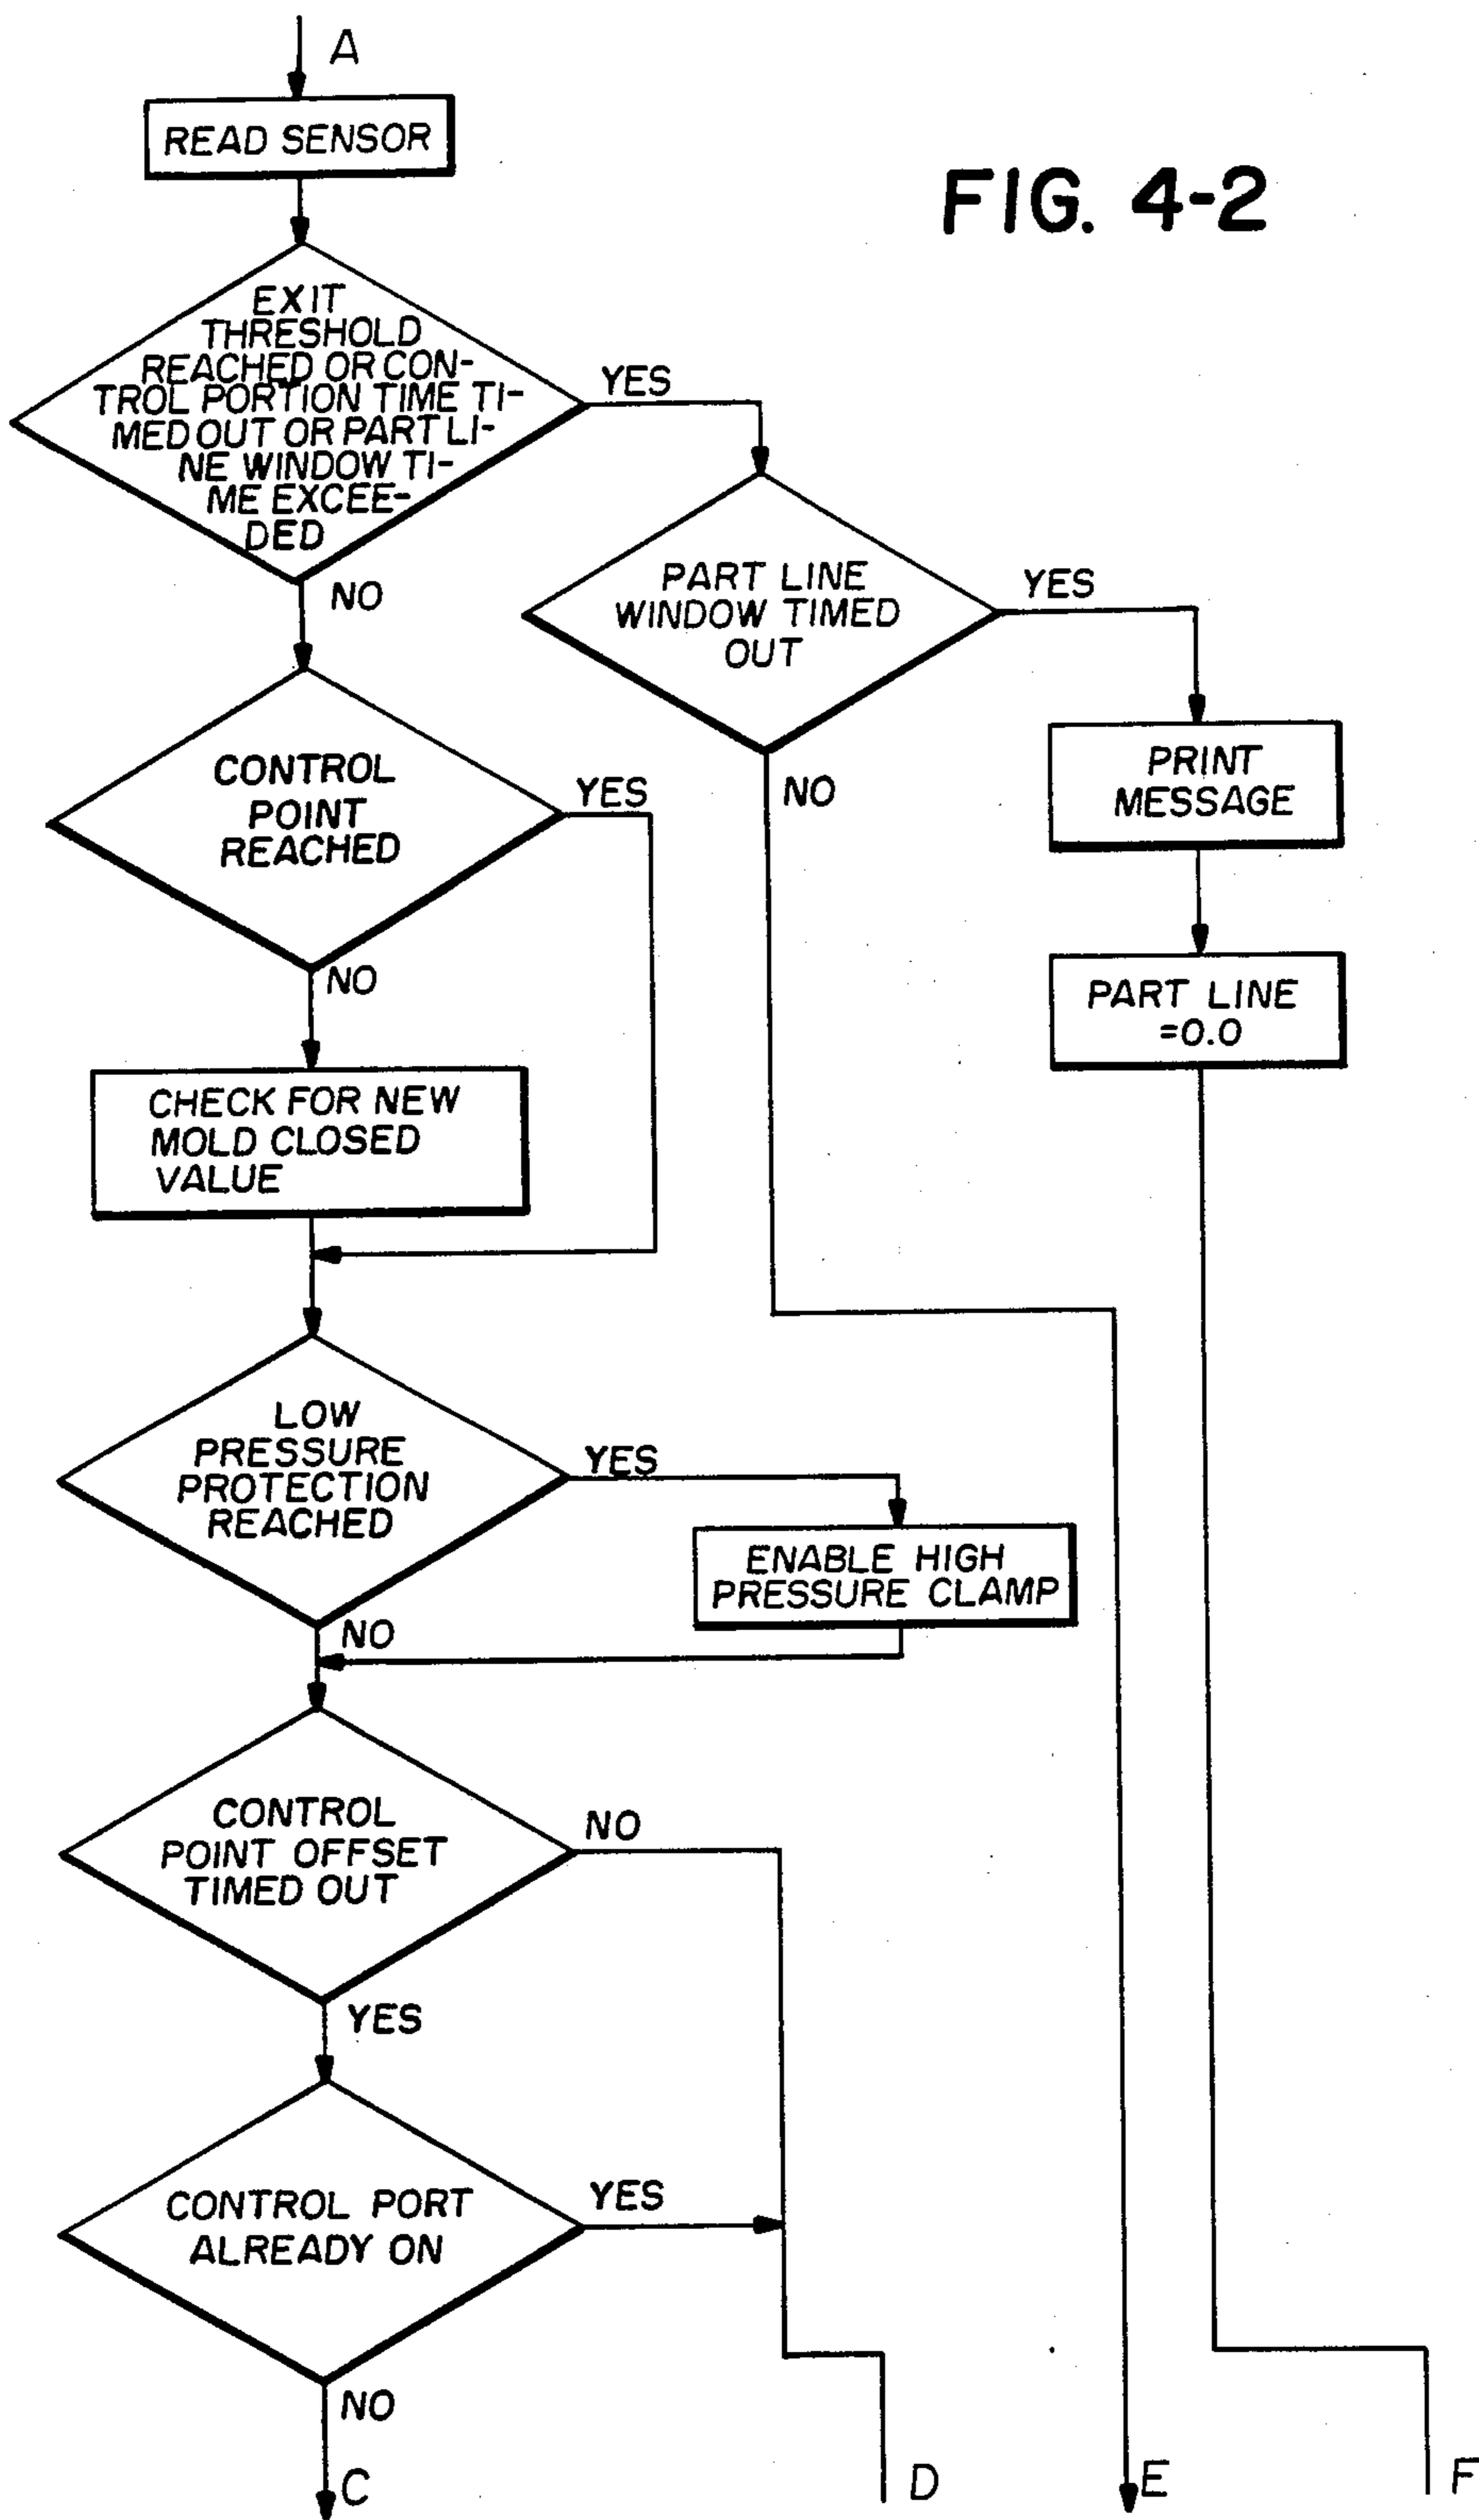 A
READ SENSOR
FIG. 4-2
EXIT
THRESHOLD
REACHED OR CON-
TROL PORTION TIME TI-
MED OUT OR PART LI-
NE WINDOW TI-
ME EXCEE-
DED
YES
NO
PART LINE
WINDOW TIMED
OUT
YES
NO
PRINT
MESSAGE
PART LINE
=0.0
CONTROL
POINT
REACHED
YES
NO
CHECK FOR NEW
MOLD CLOSED
VALUE
LOW
PRESSURE
PROTECTION
REACHED
YES
NO
ENABLE HIGH
PRESSURE CLAMP
CONTROL
POINT OFFSET
TIMED OUT
NO
YES
CONTROL PORT
ALREADY ON
YES
NO
C
D
E
F